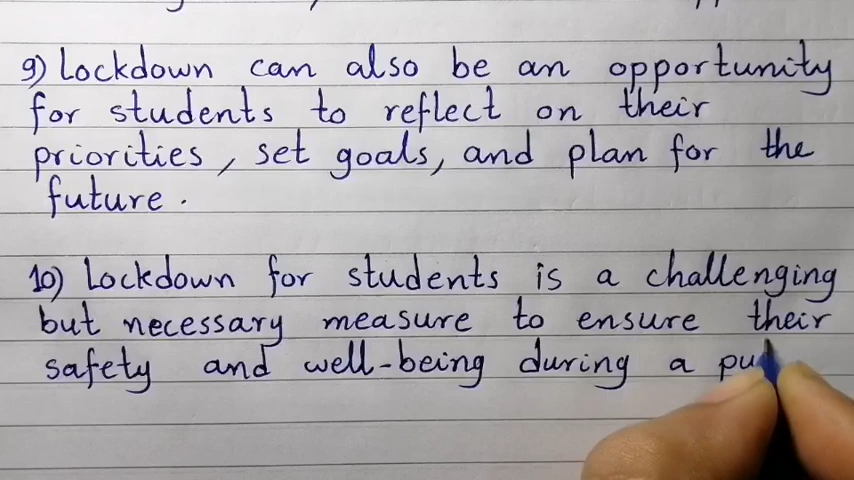 9) Lockdown can also be an opportunity
for students to reflect on their
priorities, set goals, and plan for the
future.
10) Lockdown for students is a challenging
but necessary measure to ensure their
safety and well-being during a pu